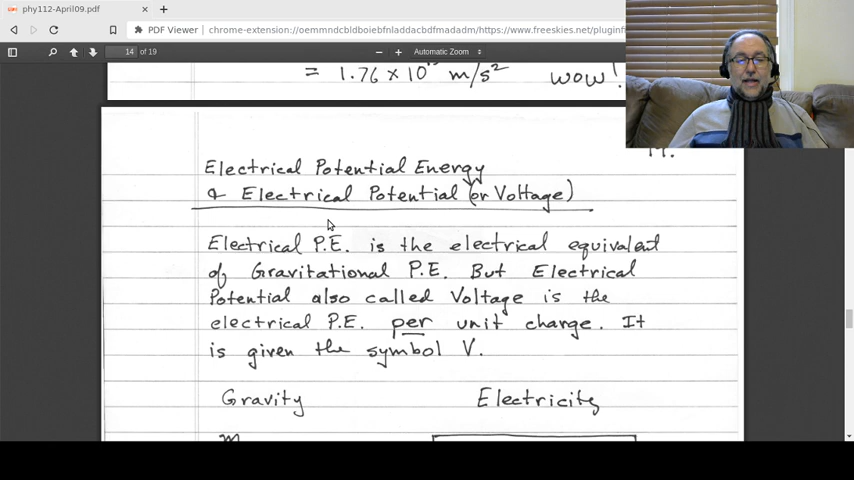 phy112-April09.pdf
PDF Viewer
chrome-extension://oemmndcbldboiebfnladdacbdfmadadm/https://www.freeskies.net/pluginfi
14 of 19
Automatic Zoom
= 1.76 x 10 m/s² wow!
Electrical Potential Energy
& Electrical Potential (or Voltage)
Electrical P.E. is the electrical equivalent
of Gravitational P.E. But Electrical
Potential also called Voltage is the
electrical P.E. per unit charge. It
is given the symbol V.
Gravity Electricity
m